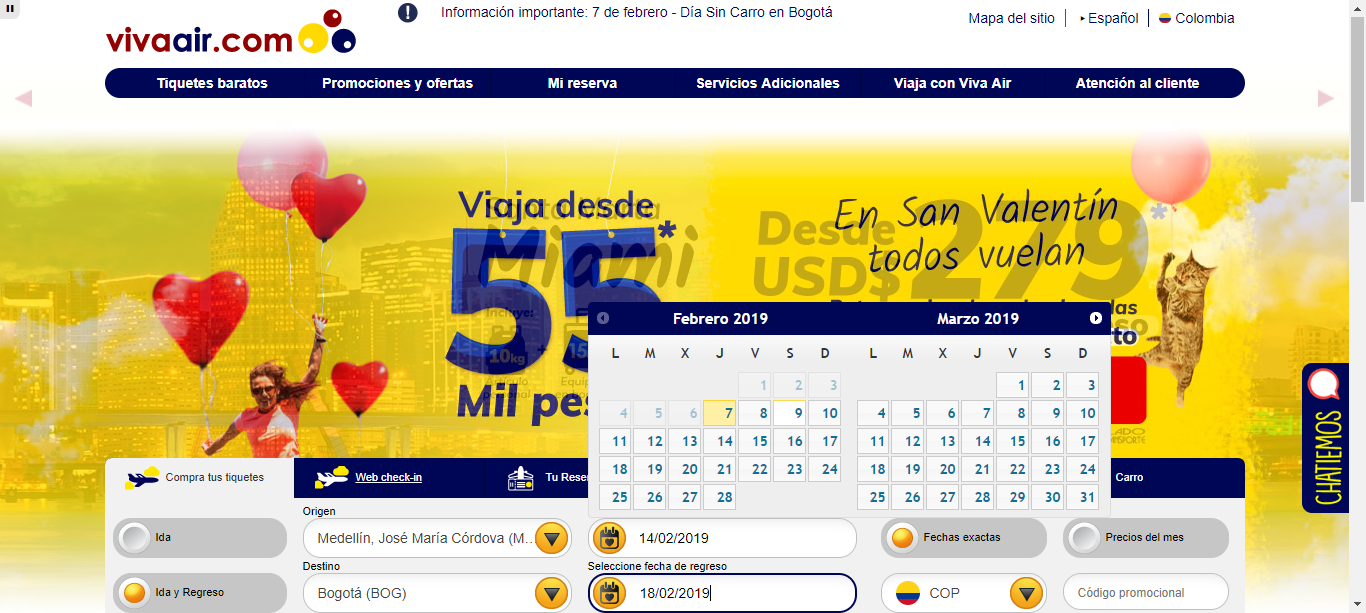 Información importante: 7 de febrero - Día Sin Carro en Bogotá
Mapa del sitio
Español
Colombia
vivaair.com
Tiquetes baratos
Promociones y ofertas
Mi reserva
Servicios Adicionales
Viaja con Viva Air
Atención al cliente
Viaja desde
55*
Miami
Desde
USD$
279*
En San Valentín
todos vuelan
Incluye:
10kg
Artículo
personal
Mil pes
CHATIEMOS
Febrero 2019
Marzo 2019
L M X J V S D
L M X J V S D
1 2 3
1 2 3
4 5 6 7 8 9 10
4 5 6 7 8 9 10
11 12 13 14 15 16 17
11 12 13 14 15 16 17
18 19 20 21 22 23 24
18 19 20 21 22 23 24
25 26 27 28
25 26 27 28 29 30 31
Compra tus tiquetes
Web check-in
Tu Rese
Carro
Origen
Ida
Medellín, José María Córdova (M...
14/02/2019
Fechas exactas
Precios del mes
Destino
Seleccione fecha de regreso
Ida y Regreso
Bogotá (BOG)
18/02/2019
COP
Código promocional